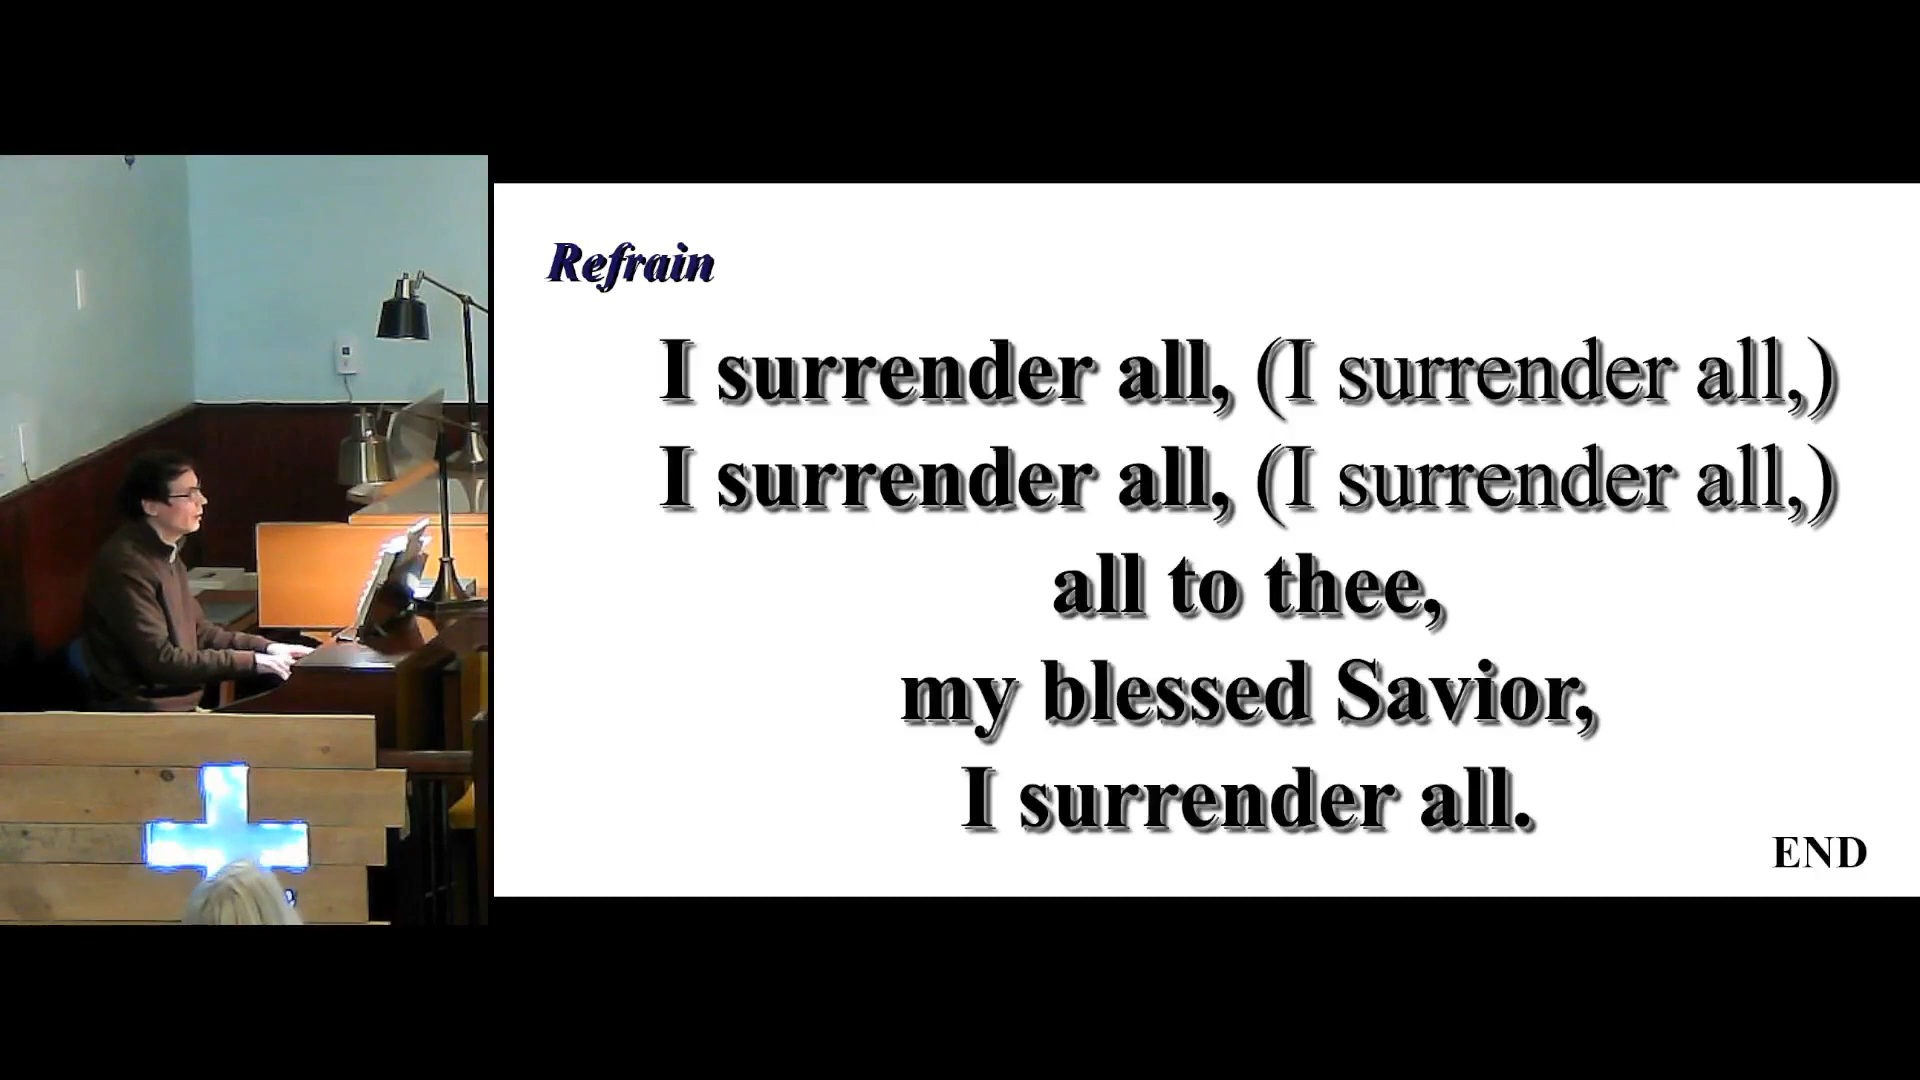 Refrain
I surrender all, (I surrender all,)
I surrender all, (I surrender all,)
all to thee,
my blessed Savior,
I surrender all.
END